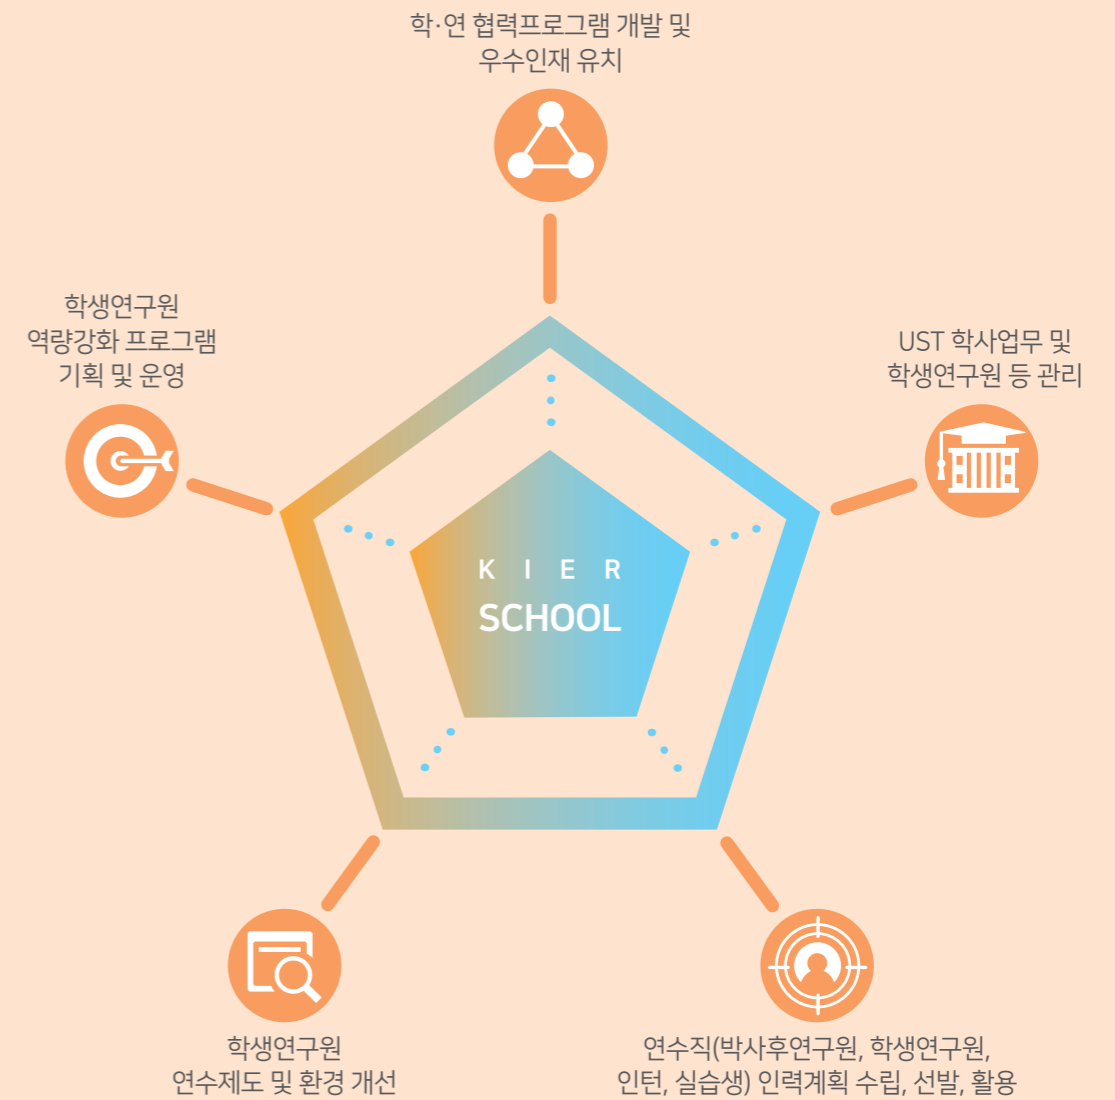 학·연 협력프로그램 개발 및
우수인재 유치
학생연구원
역량강화 프로그램
기획 및 운영
UST 학사업무 및
학생연구원 등 관리
K I E R
SCHOOL
학생연구원
연수제도 및 환경 개선
연수직(박사후연구원, 학생연구원,
인턴, 실습생) 인력계획 수립, 선발, 활용